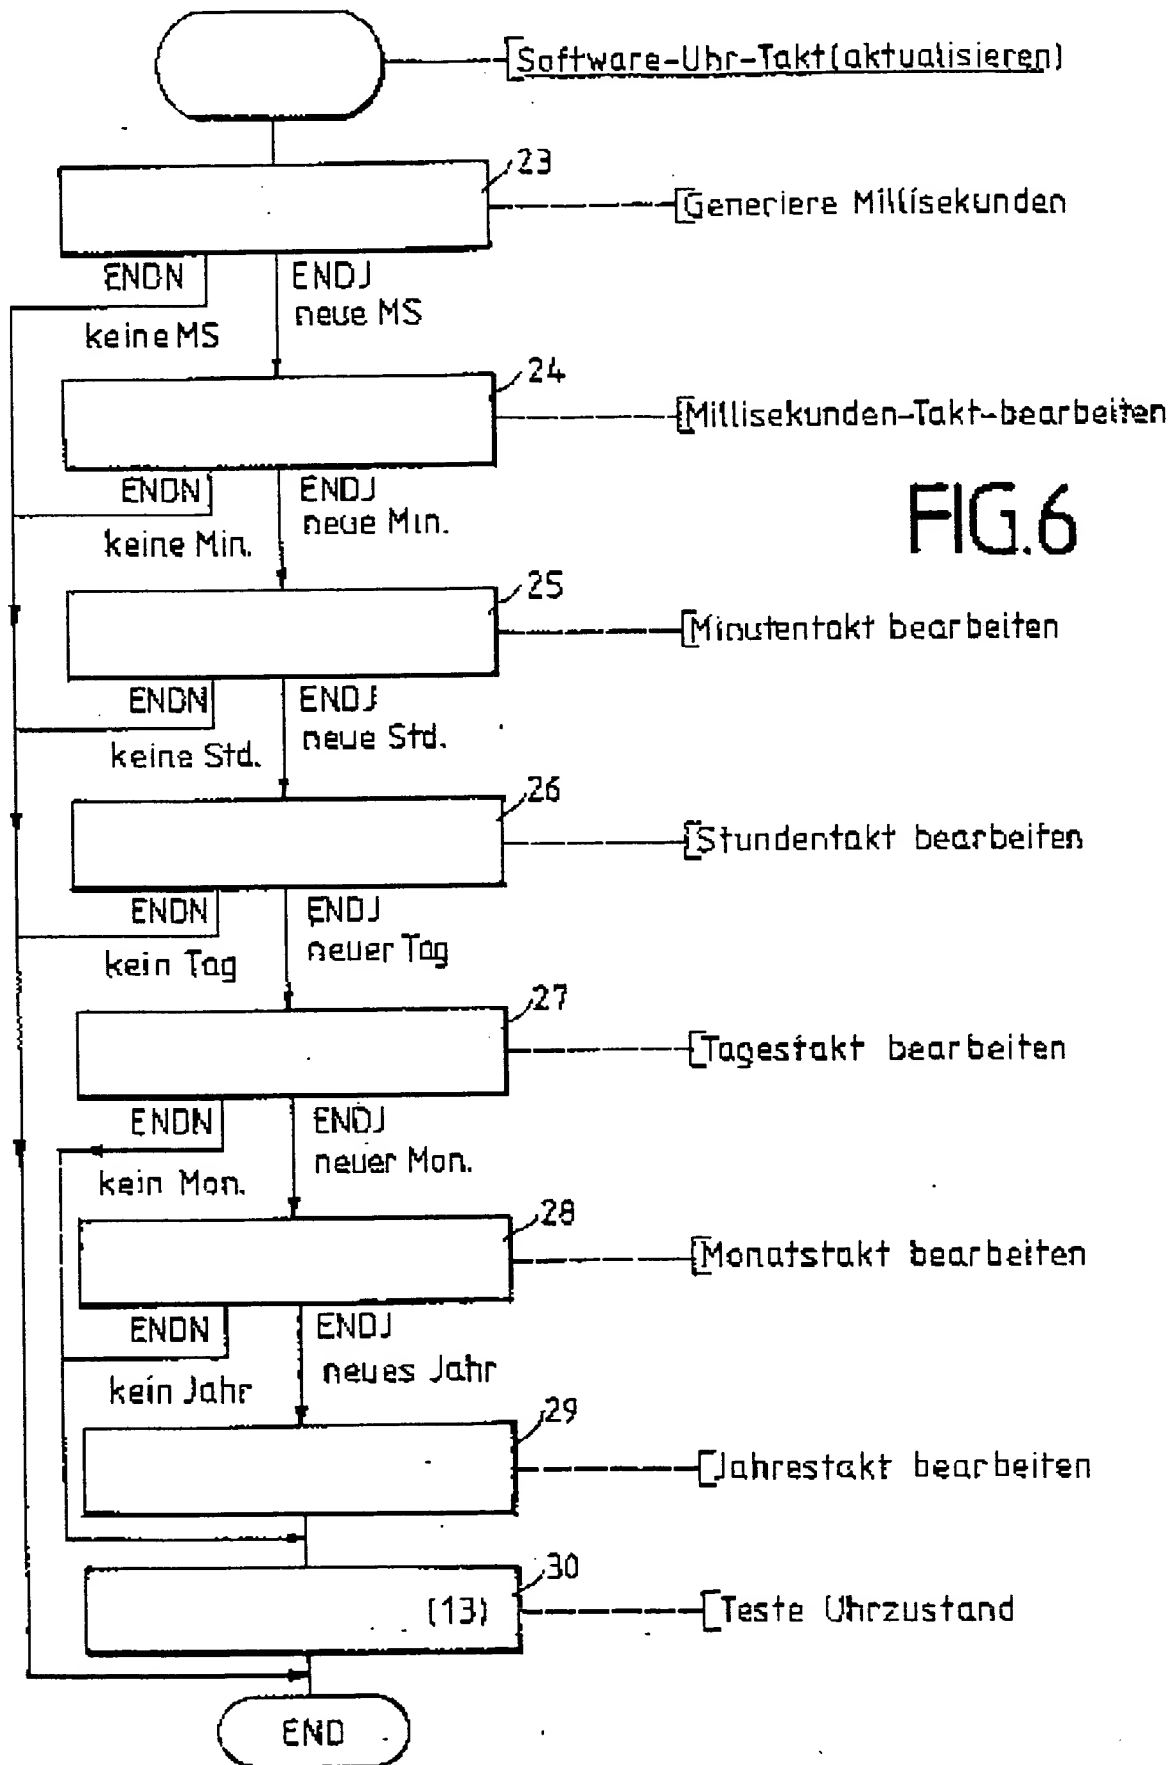 Software-Uhr-Takt(aktualisieren)
23
Generiere Millisekunden
ENDN
ENDJ
keine MS
neue MS
24
Millisekunden-Takt-bearbeiten
ENDN
ENDJ
keine Min.
neue Min.
FIG.6
25
Minutentakt bearbeiten
ENDN
ENDJ
keine Std.
neue Std.
26
Stundentakt bearbeiten
ENDN
ENDJ
kein Tag
neuer Tag
27
Tagestakt bearbeiten
ENDN
ENDJ
kein Mon.
neuer Mon.
28
Monatstakt bearbeiten
ENDN
ENDJ
kein Jahr
neues Jahr
29
Jahrestakt bearbeiten
30
(13)
Teste Uhrzustand
END